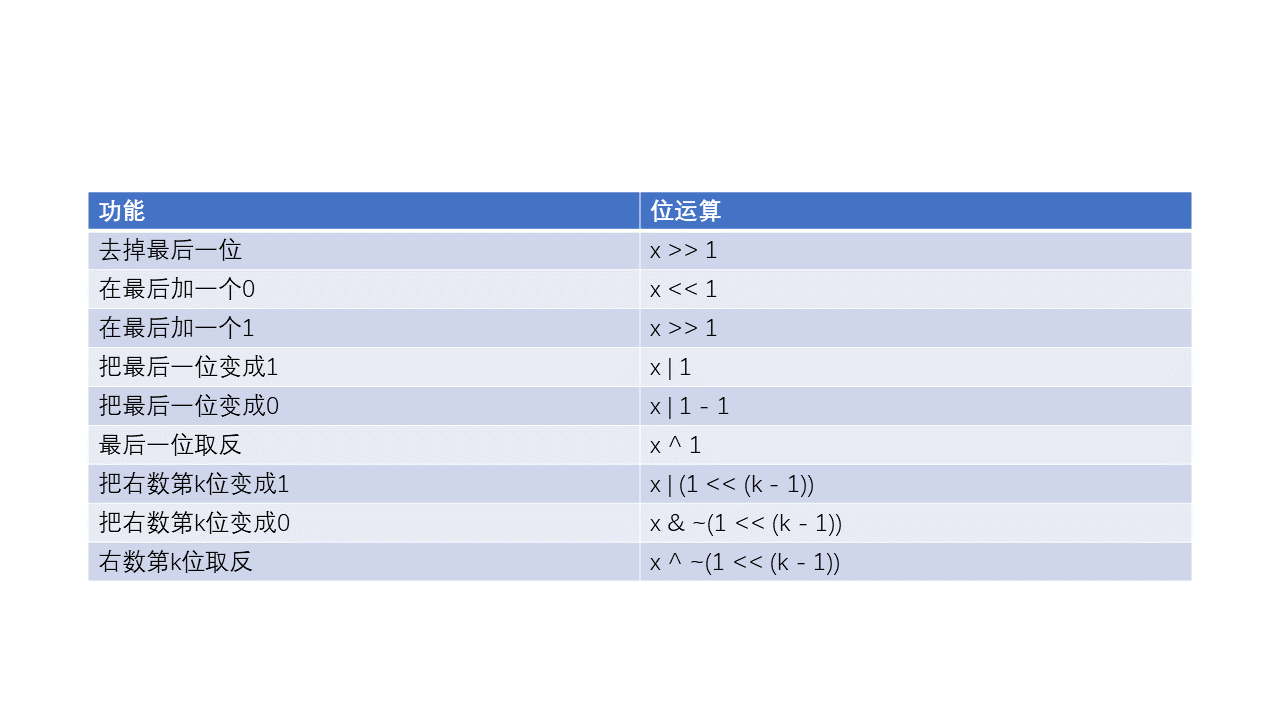 功能 位运算
去掉最后一位 x >> 1
在最后加一个0 x << 1
在最后加一个1 x >> 1
把最后一位变成1 x | 1
把最后一位变成0 x | 1 - 1
最后一位取反 x ^ 1
把右数第k位变成1 x | (1 << (k - 1))
把右数第k位变成0 x & ~(1 << (k - 1))
右数第k位取反 x ^ ~(1 << (k - 1))